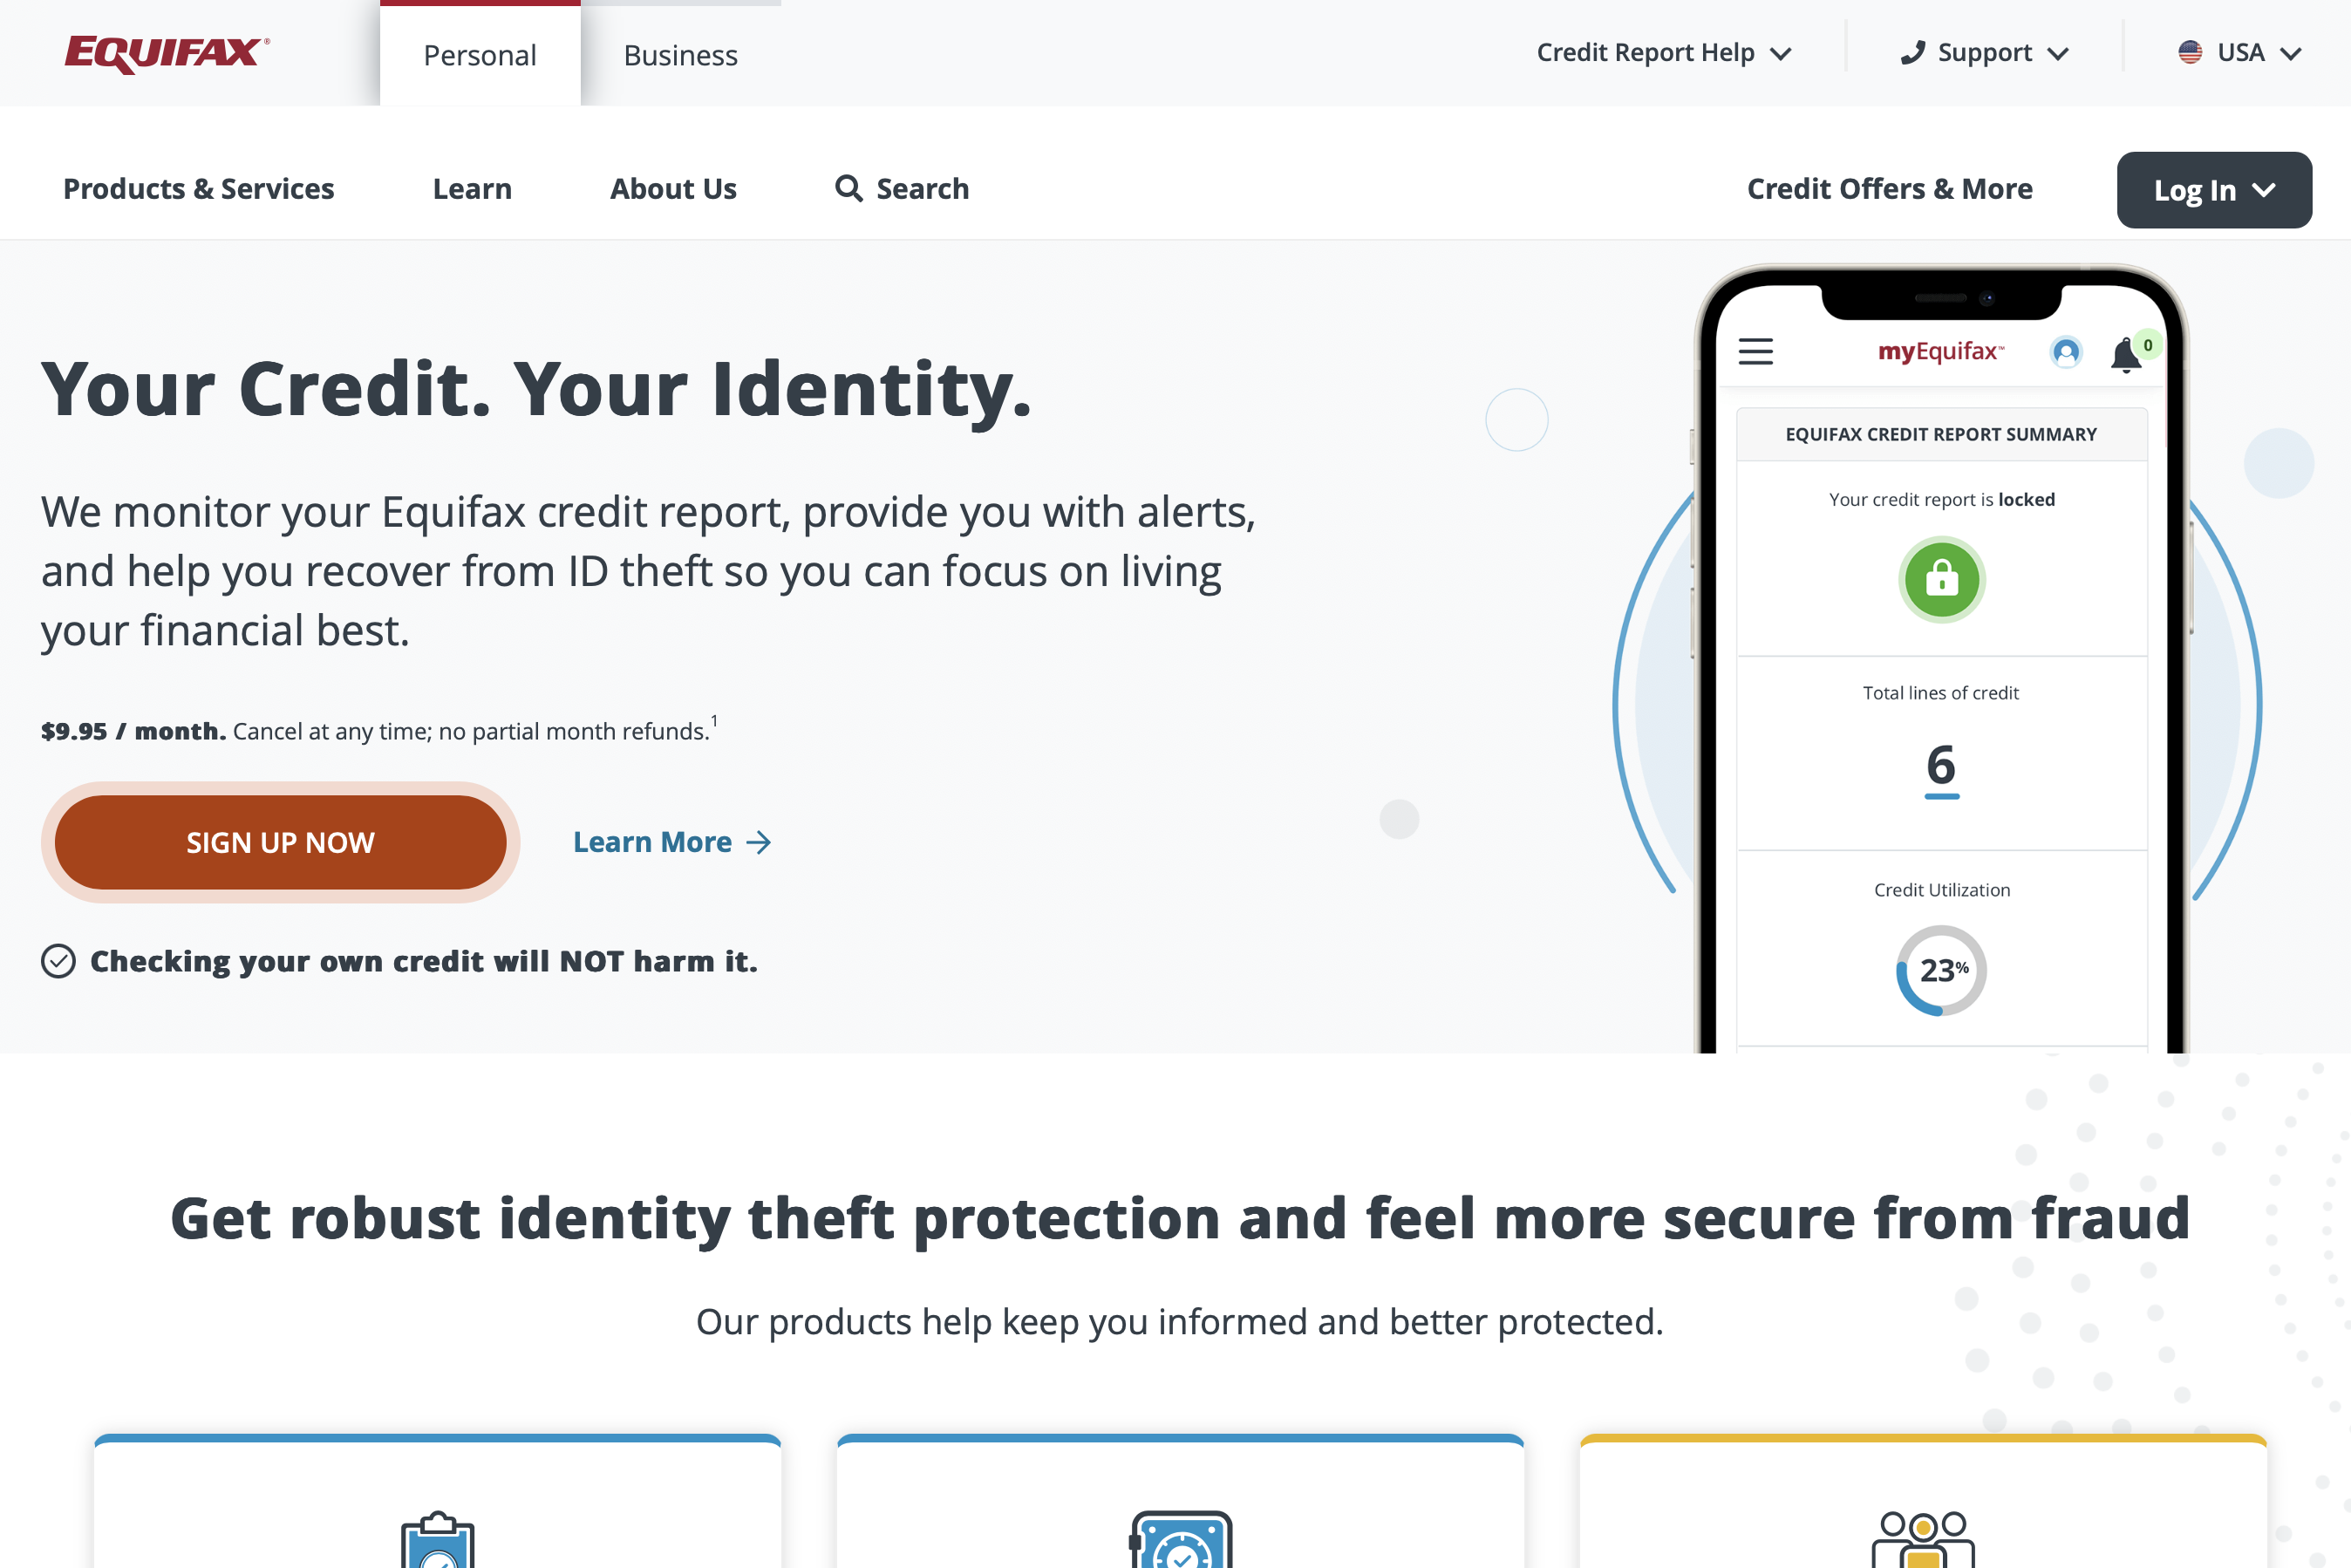 EQUIFAX®
Personal
Business
Credit Report Help
Support
USA
Products & Services
Learn
About Us
Search
Credit Offers & More
Log In
Your Credit. Your Identity.
We monitor your Equifax credit report, provide you with alerts,
and help you recover from ID theft so you can focus on living
your financial best.
$9.95 / month. Cancel at any time; no partial month refunds.¹
SIGN UP NOW
Learn More →
Checking your own credit will NOT harm it.
myEquifax™
0
EQUIFAX CREDIT REPORT SUMMARY
Your credit report is locked
Total lines of credit
6
Credit Utilization
23%
Get robust identity theft protection and feel more secure from fraud
Our products help keep you informed and better protected.